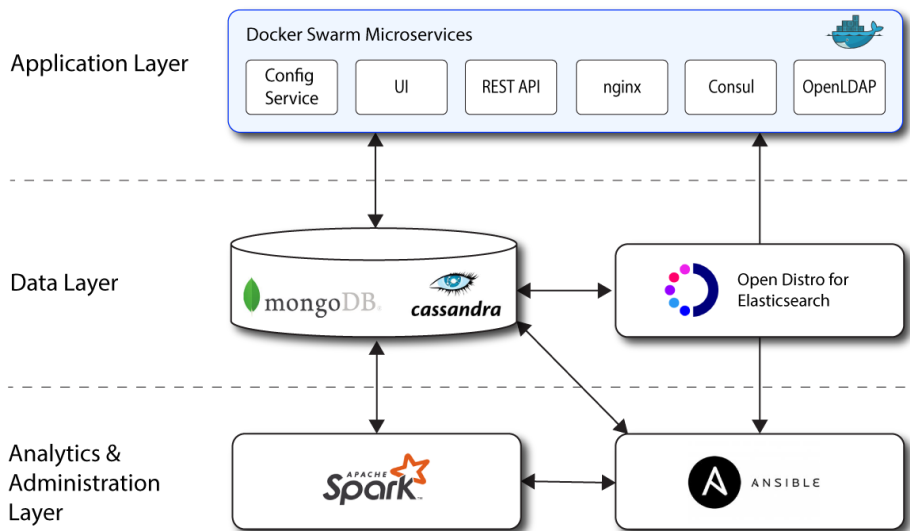 Docker Swarm Microservices
Application Layer
Config
Service
UI
REST API
nginx
Consul
OpenLDAP
Data Layer
mongoDB
cassandra
Open Distro for
Elasticsearch
Analytics &
Administration
Layer
APACHE
Spark
ANSIBLE